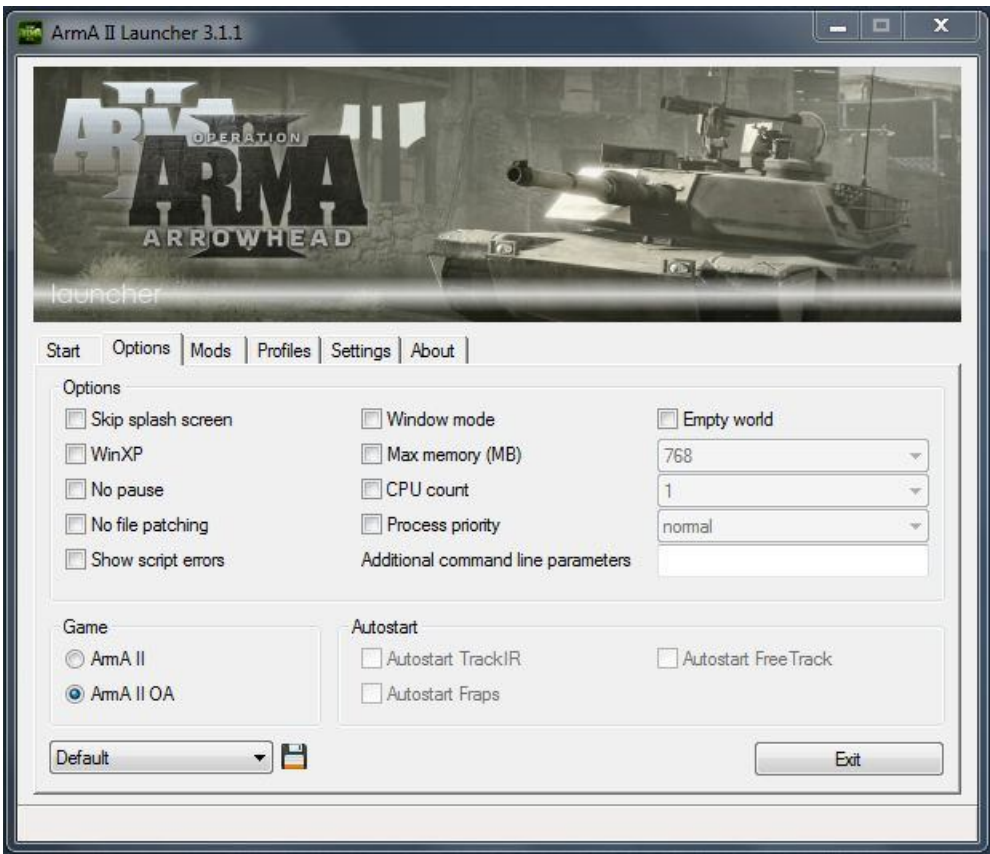 ArmA II Launcher 3.1.1
II
ARMA
OPERATION
ARMA
II
ARROWHEAD
launcher
Start Options Mods Profiles Settings About
Options
Skip splash screen Window mode Empty world
WinXP Max memory (MB) 768
No pause CPU count 1
No file patching Process priority normal
Show script errors Additional command line parameters
Game Autostart
ArmA II Autostart TrackIR Autostart FreeTrack
ArmA II OA Autostart Fraps
Default Exit